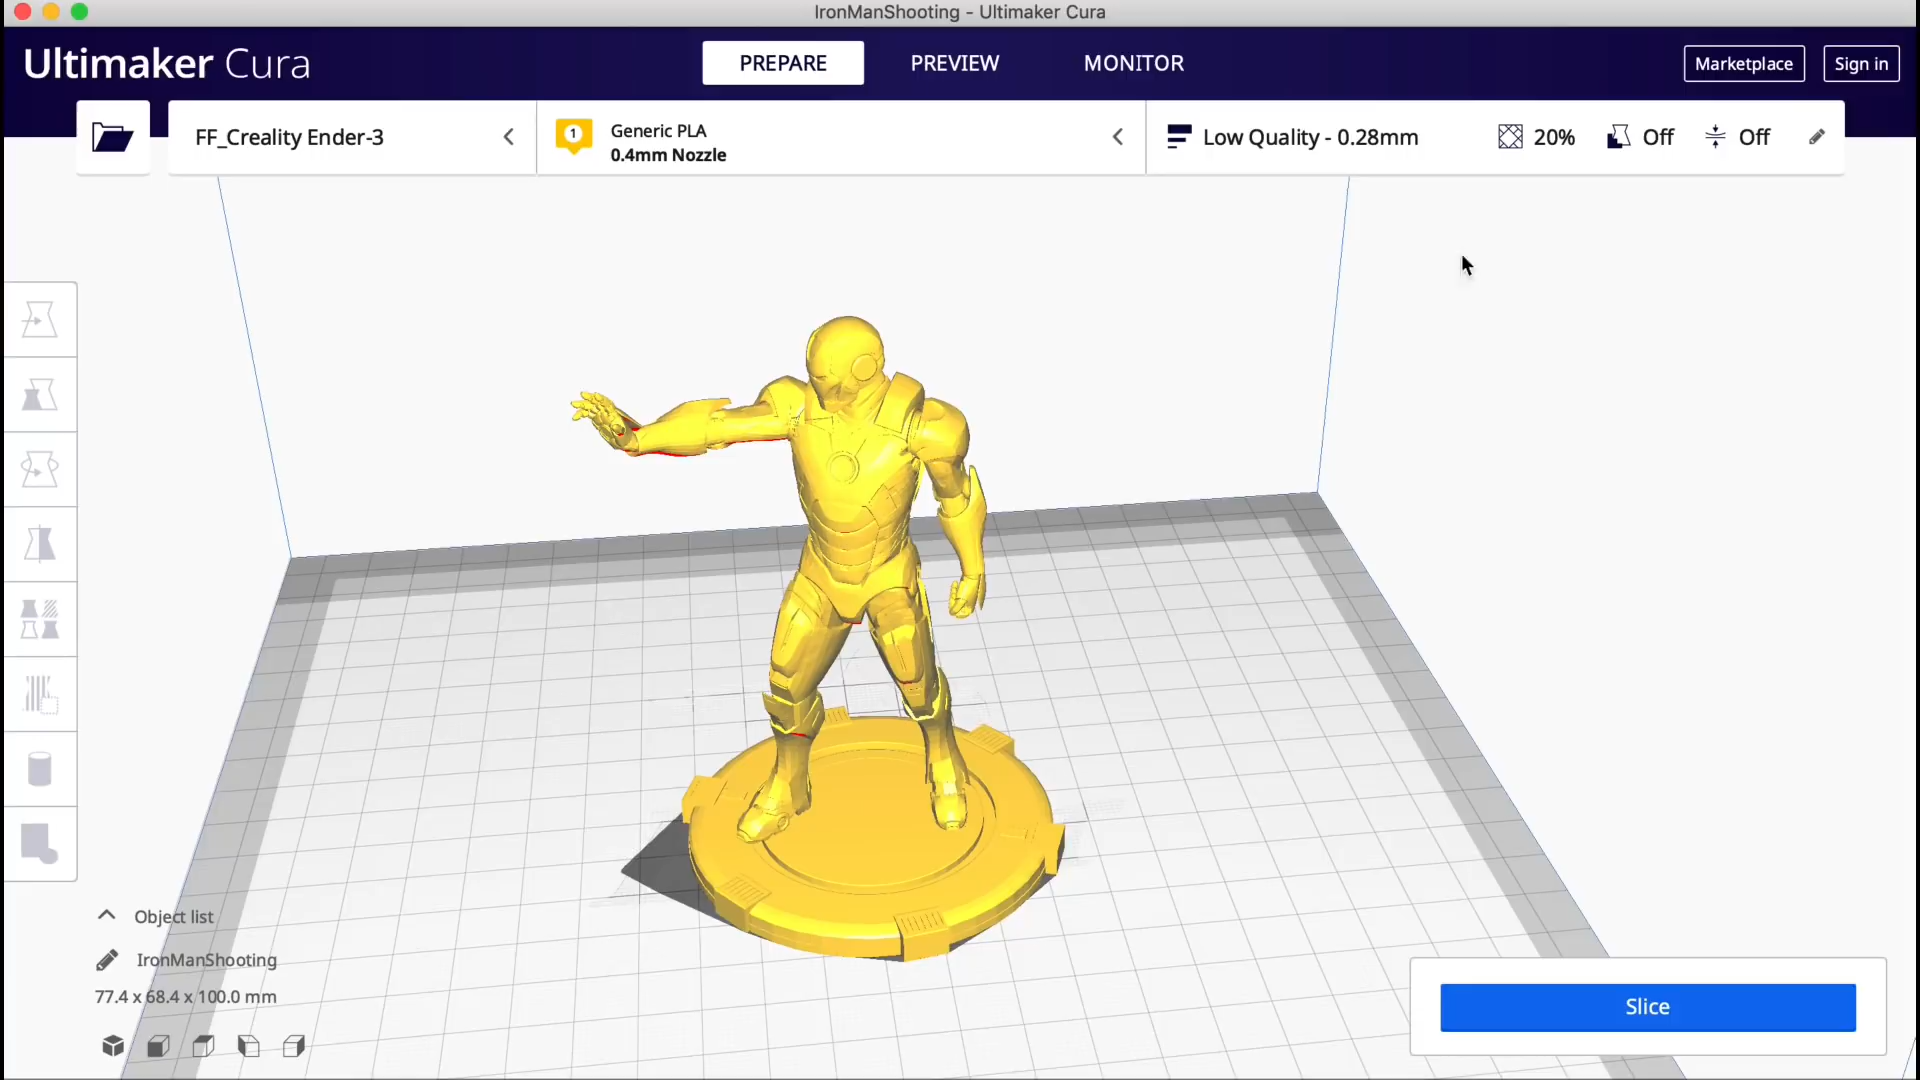 IronManShooting - Ultimaker Cura
Ultimaker Cura
PREPARE
PREVIEW
MONITOR
Marketplace
Sign in
FF_Creality Ender-3
1
Generic PLA
0.4mm Nozzle
Low Quality - 0.28mm
20%
Off
Off
Object list
IronManShooting
77.4 x 68.4 x 100.0 mm
Slice